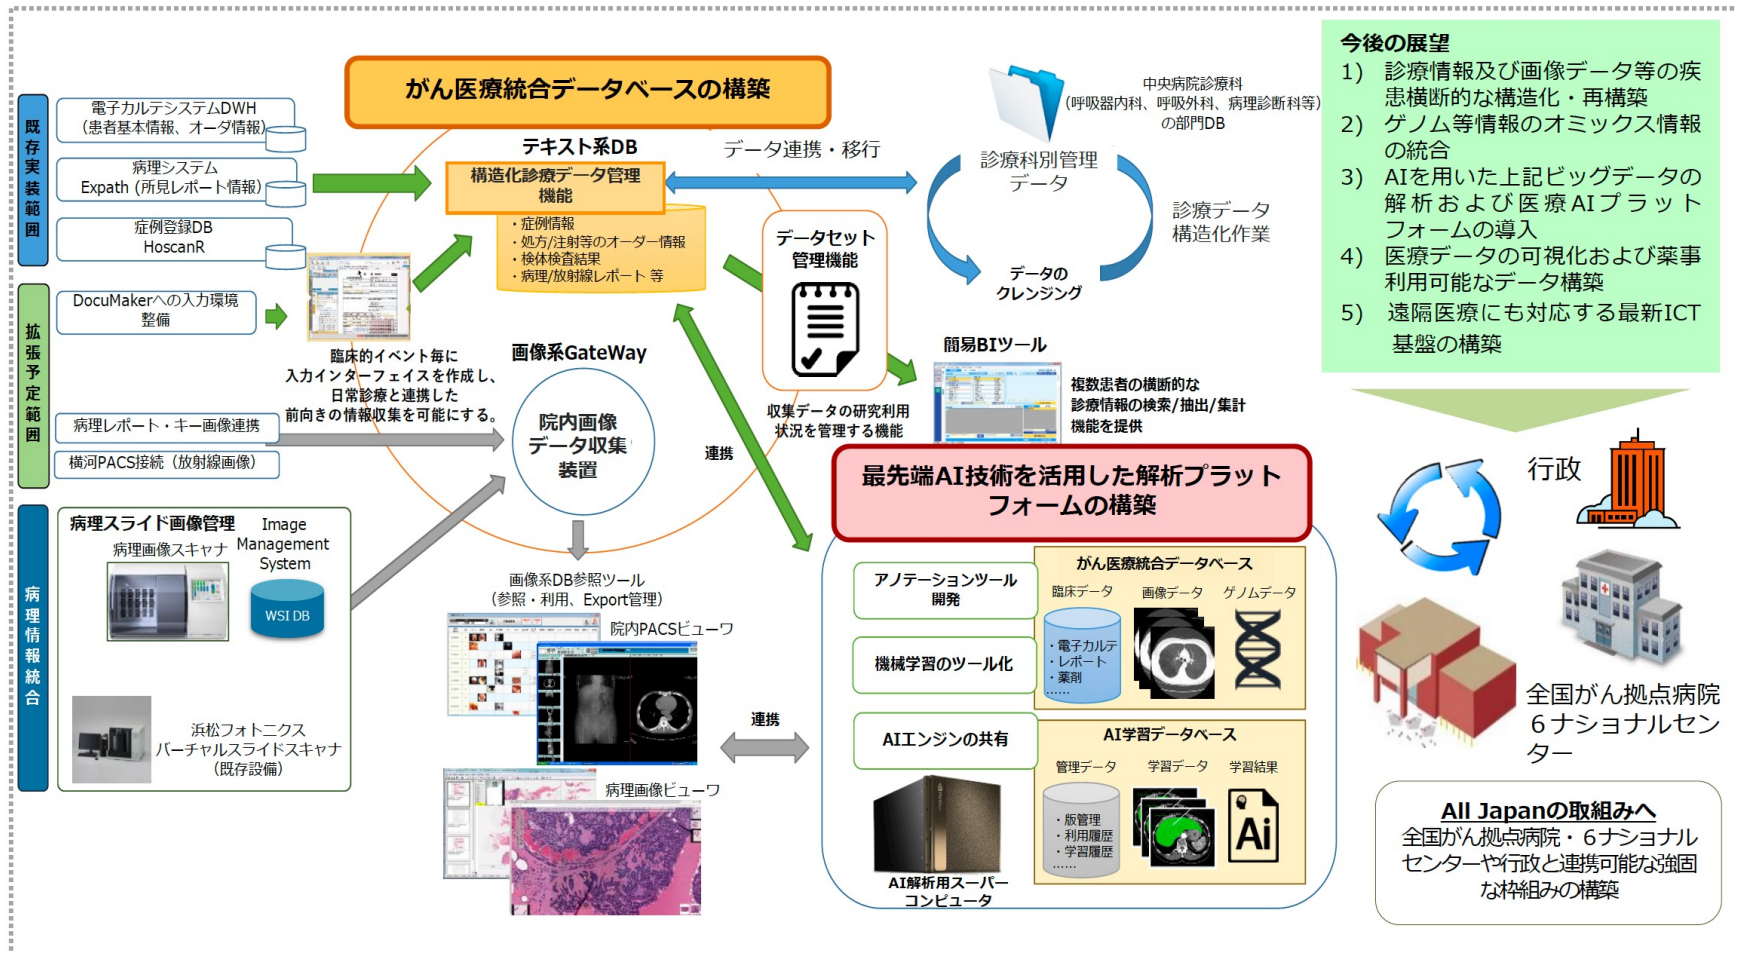 がん医療統合データベースの構築
既存実装範囲
電子カルテシステムDWH
（患者基本情報、オーダ情報）
病理システム
Expath (所見レポート情報)
症例登録DB
HoscanR
拡張予定範囲
DocuMakerへの入力環境
整備
臨床的イベント毎に
入力インターフェイスを作成し、
日常診療と連携した
前向きの情報収集を可能にする。
病理レポート・キー画像連携
横河PACS接続（放射線画像）
病理情報統合
病理スライド画像管理
病理画像スキャナ
Image
Management
System
WSI DB
浜松フォトニクス
バーチャルスライドスキャナ
（既存設備）
テキスト系DB
構造化診療データ管理
機能
・症例情報
・処方/注射等のオーダー情報
・検体検査結果
・病理/放射線レポート 等
データ連携・移行
中央病院診療科
（呼吸器内科、呼吸外科、病理診断科等）
の部門DB
診療科別管理
データ
診療データ
構造化作業
データの
クレンジング
データセット
管理機能
収集データの研究利用
状況を管理する機能
簡易BIツール
複数患者の横断的な
診療情報の検索/抽出/集計
機能を提供
画像系GateWay
院内画像
データ収集
装置
連携
画像系DB参照ツール
（参照・利用、Export管理）
院内PACSビューワ
病理画像ビューワ
連携
最先端AI技術を活用した解析プラット
フォームの構築
アノテーションツール
開発
機械学習のツール化
AIエンジンの共有
AI解析用スーパー
コンピュータ
がん医療統合データベース
臨床データ
画像データ
ゲノムデータ
・電子カルテ
・レポート
・薬剤
……
AI学習データベース
管理データ
学習データ
学習結果
・版管理
・利用履歴
・学習履歴
……
Ai
今後の展望
1) 診療情報及び画像データ等の疾
患横断的な構造化・再構築
2) ゲノム等情報のオミックス情報
の統合
3) AIを用いた上記ビッグデータの
解析および医療AIプラット
フォームの導入
4) 医療データの可視化および薬事
利用可能なデータ構築
5) 遠隔医療にも対応する最新ICT
基盤の構築
行政
全国がん拠点病院
６ナショナルセン
ター
All Japanの取組みへ
全国がん拠点病院・６ナショナル
センターや行政と連携可能な強固
な枠組みの構築